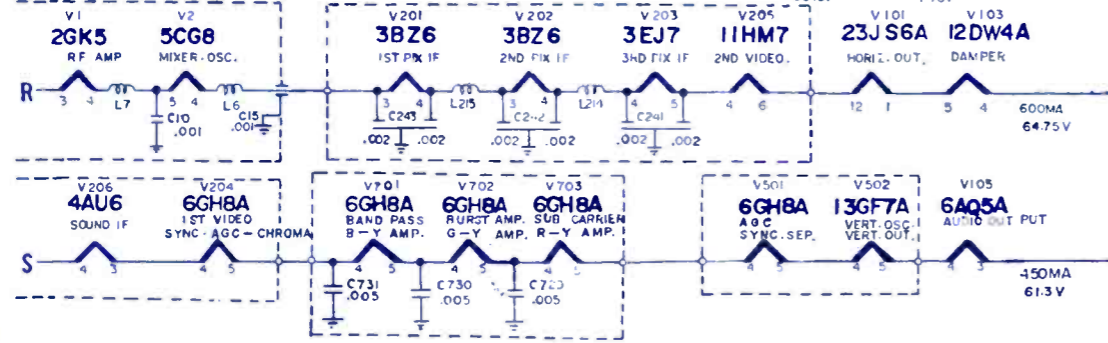 V1 V2 V201 V202 V203 V205 V101 V103
2GK5 5CG8 3BZ6 3BZ6 3EJ7 11HM7 23JS6A 12DW4A
RF AMP MIXER-OSC. 1ST PIX IF 2ND PIX IF 3RD PIX IF 2ND VIDEO. HORIZ. OUT. DAMPER
R 3 4 L7 5 4 L6 3 4 L215 3 4 L214 4 5 4 6 12 1 5 4
C10 C15 C243 C242 C241 600MA
.001 .001 .002 .002 .002 .002 .002 .002 64.75V
V206 V204 V701 V702 V703 V501 V502 V105
4AU6 6GH8A 6GH8A 6GH8A 6GH8A 6GH8A 13GF7A 6AQ5A
SOUND IF 1ST VIDEO BAND PASS BURST AMP. SUB CARRIER AGC VERT. OSC. AUDIO OUT PUT
SYNC-AGC-CHROMA B-Y AMP. G-Y AMP. R-Y AMP. SYNC. SEP. VERT. OUT.
S 4 3 4 5 4 5 4 5 4 5 4 5 4 5 4 3
C731 C730 450MA
.005 .005 .005 61.3V